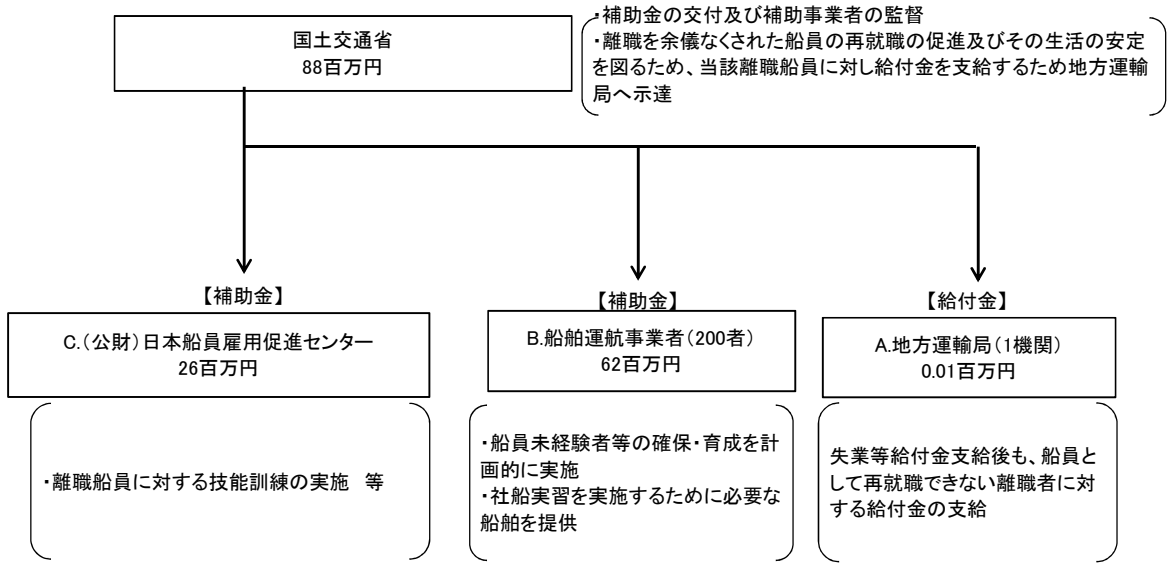 国土交通省
88百万円
・補助金の交付及び補助事業者の監督
・離職を余儀なくされた船員の再就職の促進及びその生活の安定
を図るため、当該離職船員に対し給付金を支給するため地方運輸
局へ示達
【補助金】
C.(公財)日本船員雇用促進センター
26百万円
・離職船員に対する技能訓練の実施　等
【補助金】
B.船舶運航事業者(200者)
62百万円
・船員未経験者等の確保・育成を計
画的に実施
・社船実習を実施するために必要な
船舶を提供
【給付金】
A.地方運輸局(1機関)
0.01百万円
失業等給付金支給後も、船員と
して再就職できない離職者に対
する給付金の支給